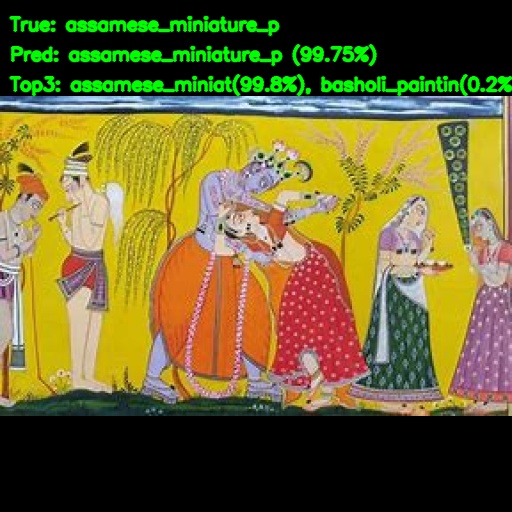 True: assamese_miniature_p
Pred: assamese_miniature_p (99.75%)
Top3: assamese_miniat(99.8%), basholi_paintin(0.2%